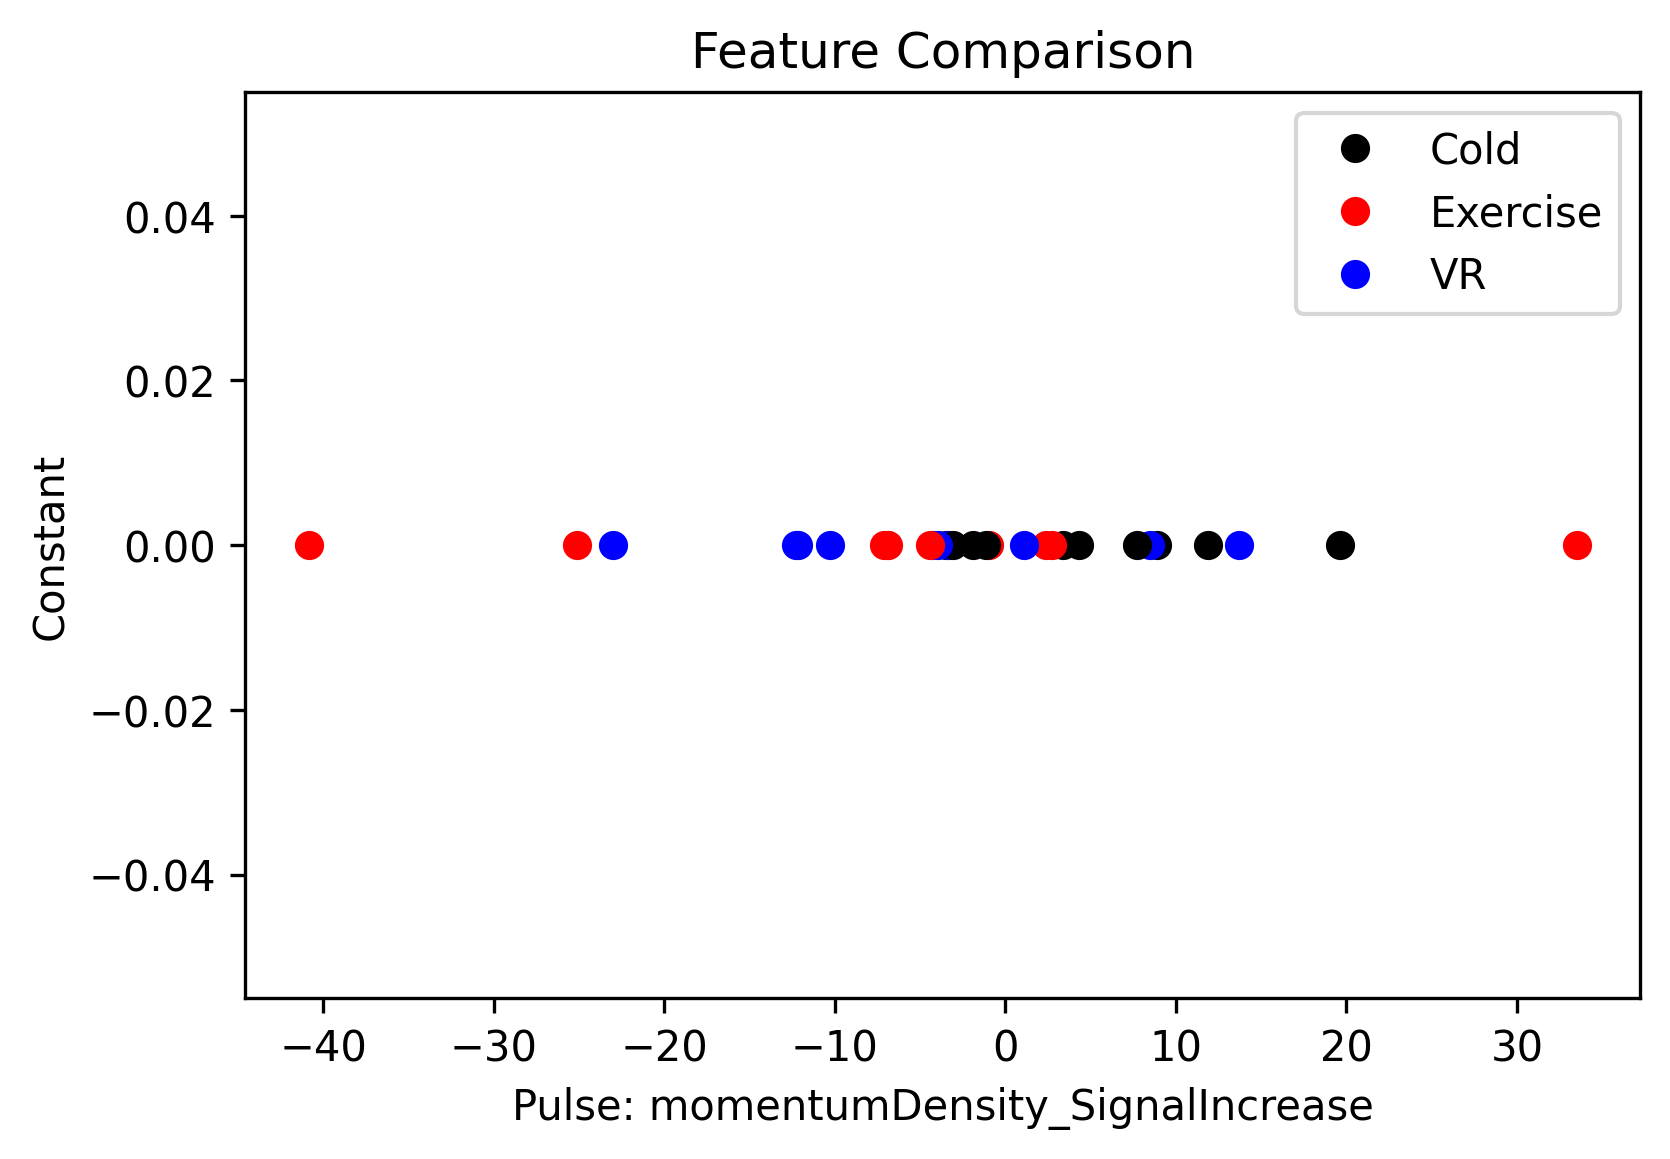 Feature Comparison
Cold
Exercise
VR
0.04
0.02
0.00
−0.02
−0.04
Constant
−40 −30 −20 −10 0 10 20 30
Pulse: momentumDensity_SignalIncrease